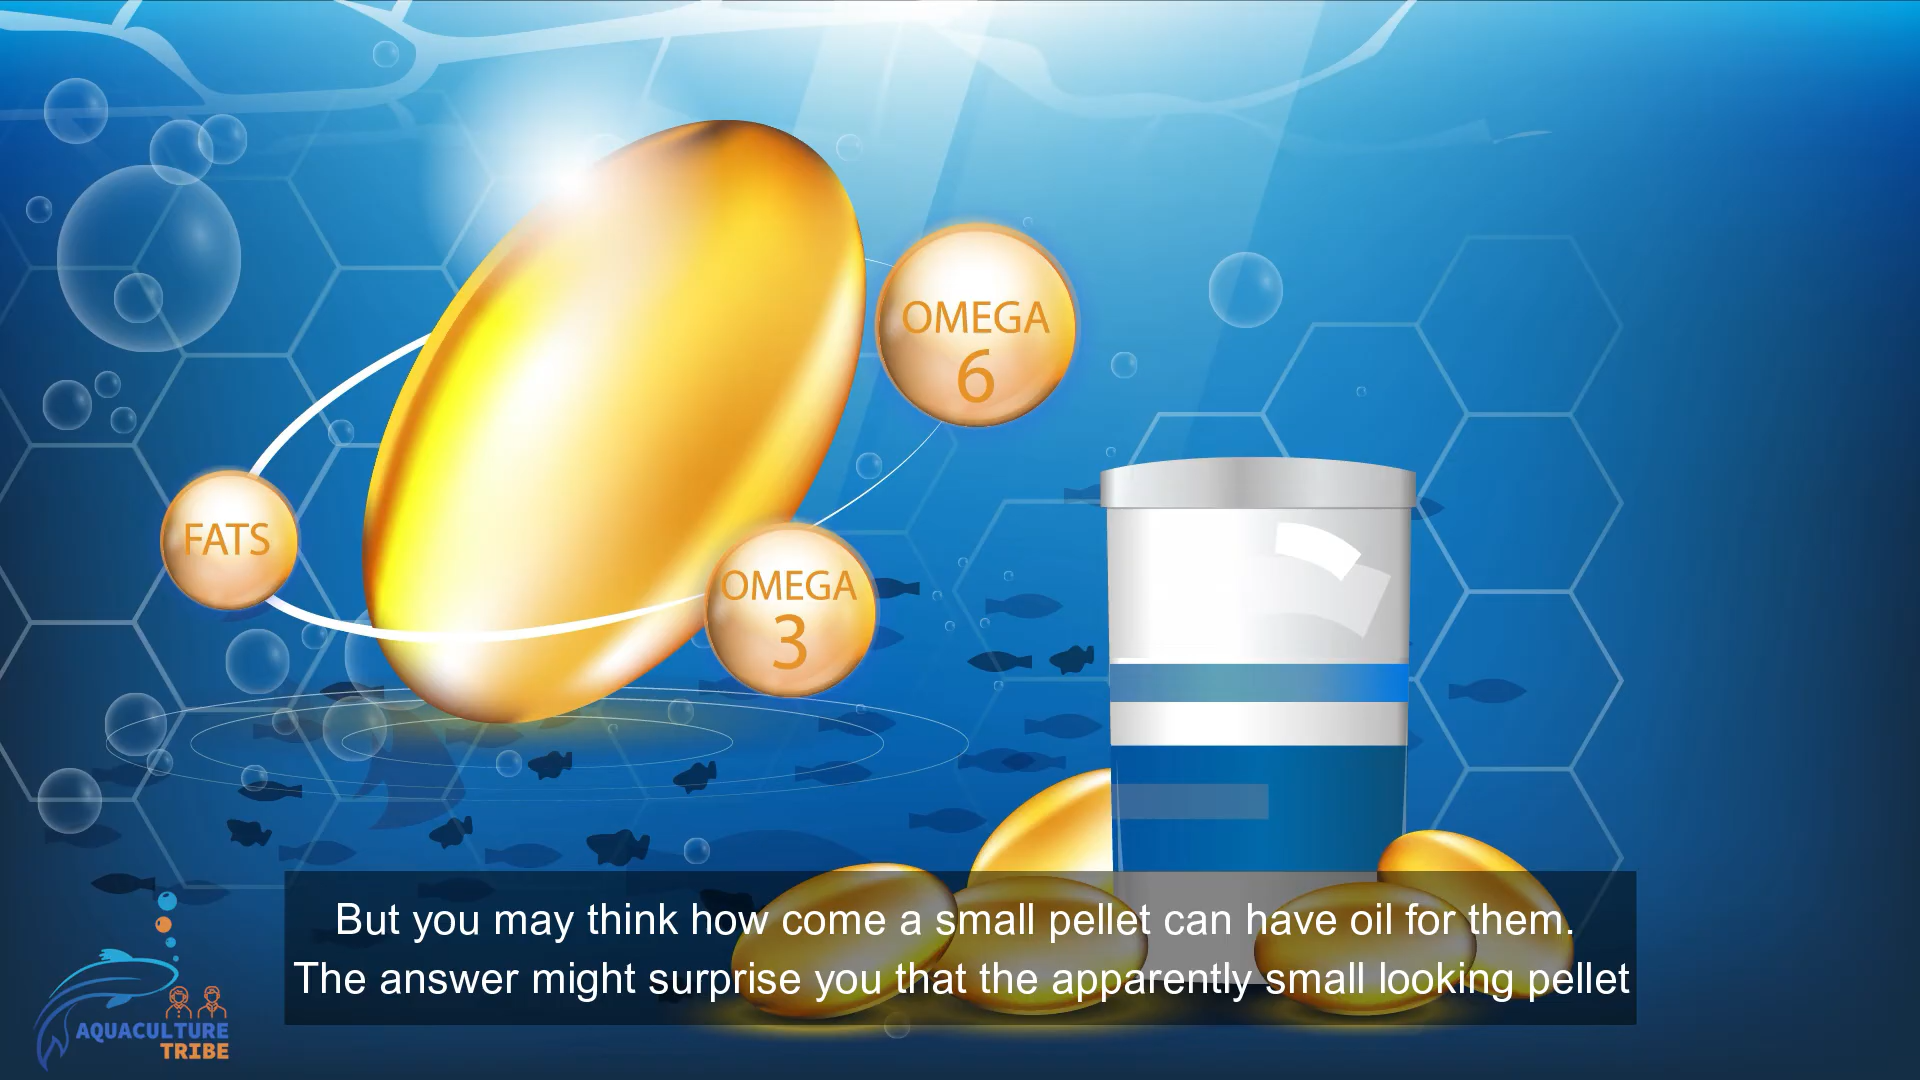 OMEGA
6
FATS
OMEGA
3
But you may think how come a small pellet can have oil for them.
The answer might surprise you that the apparently small looking pellet
AQUACULTURE
TRIBE